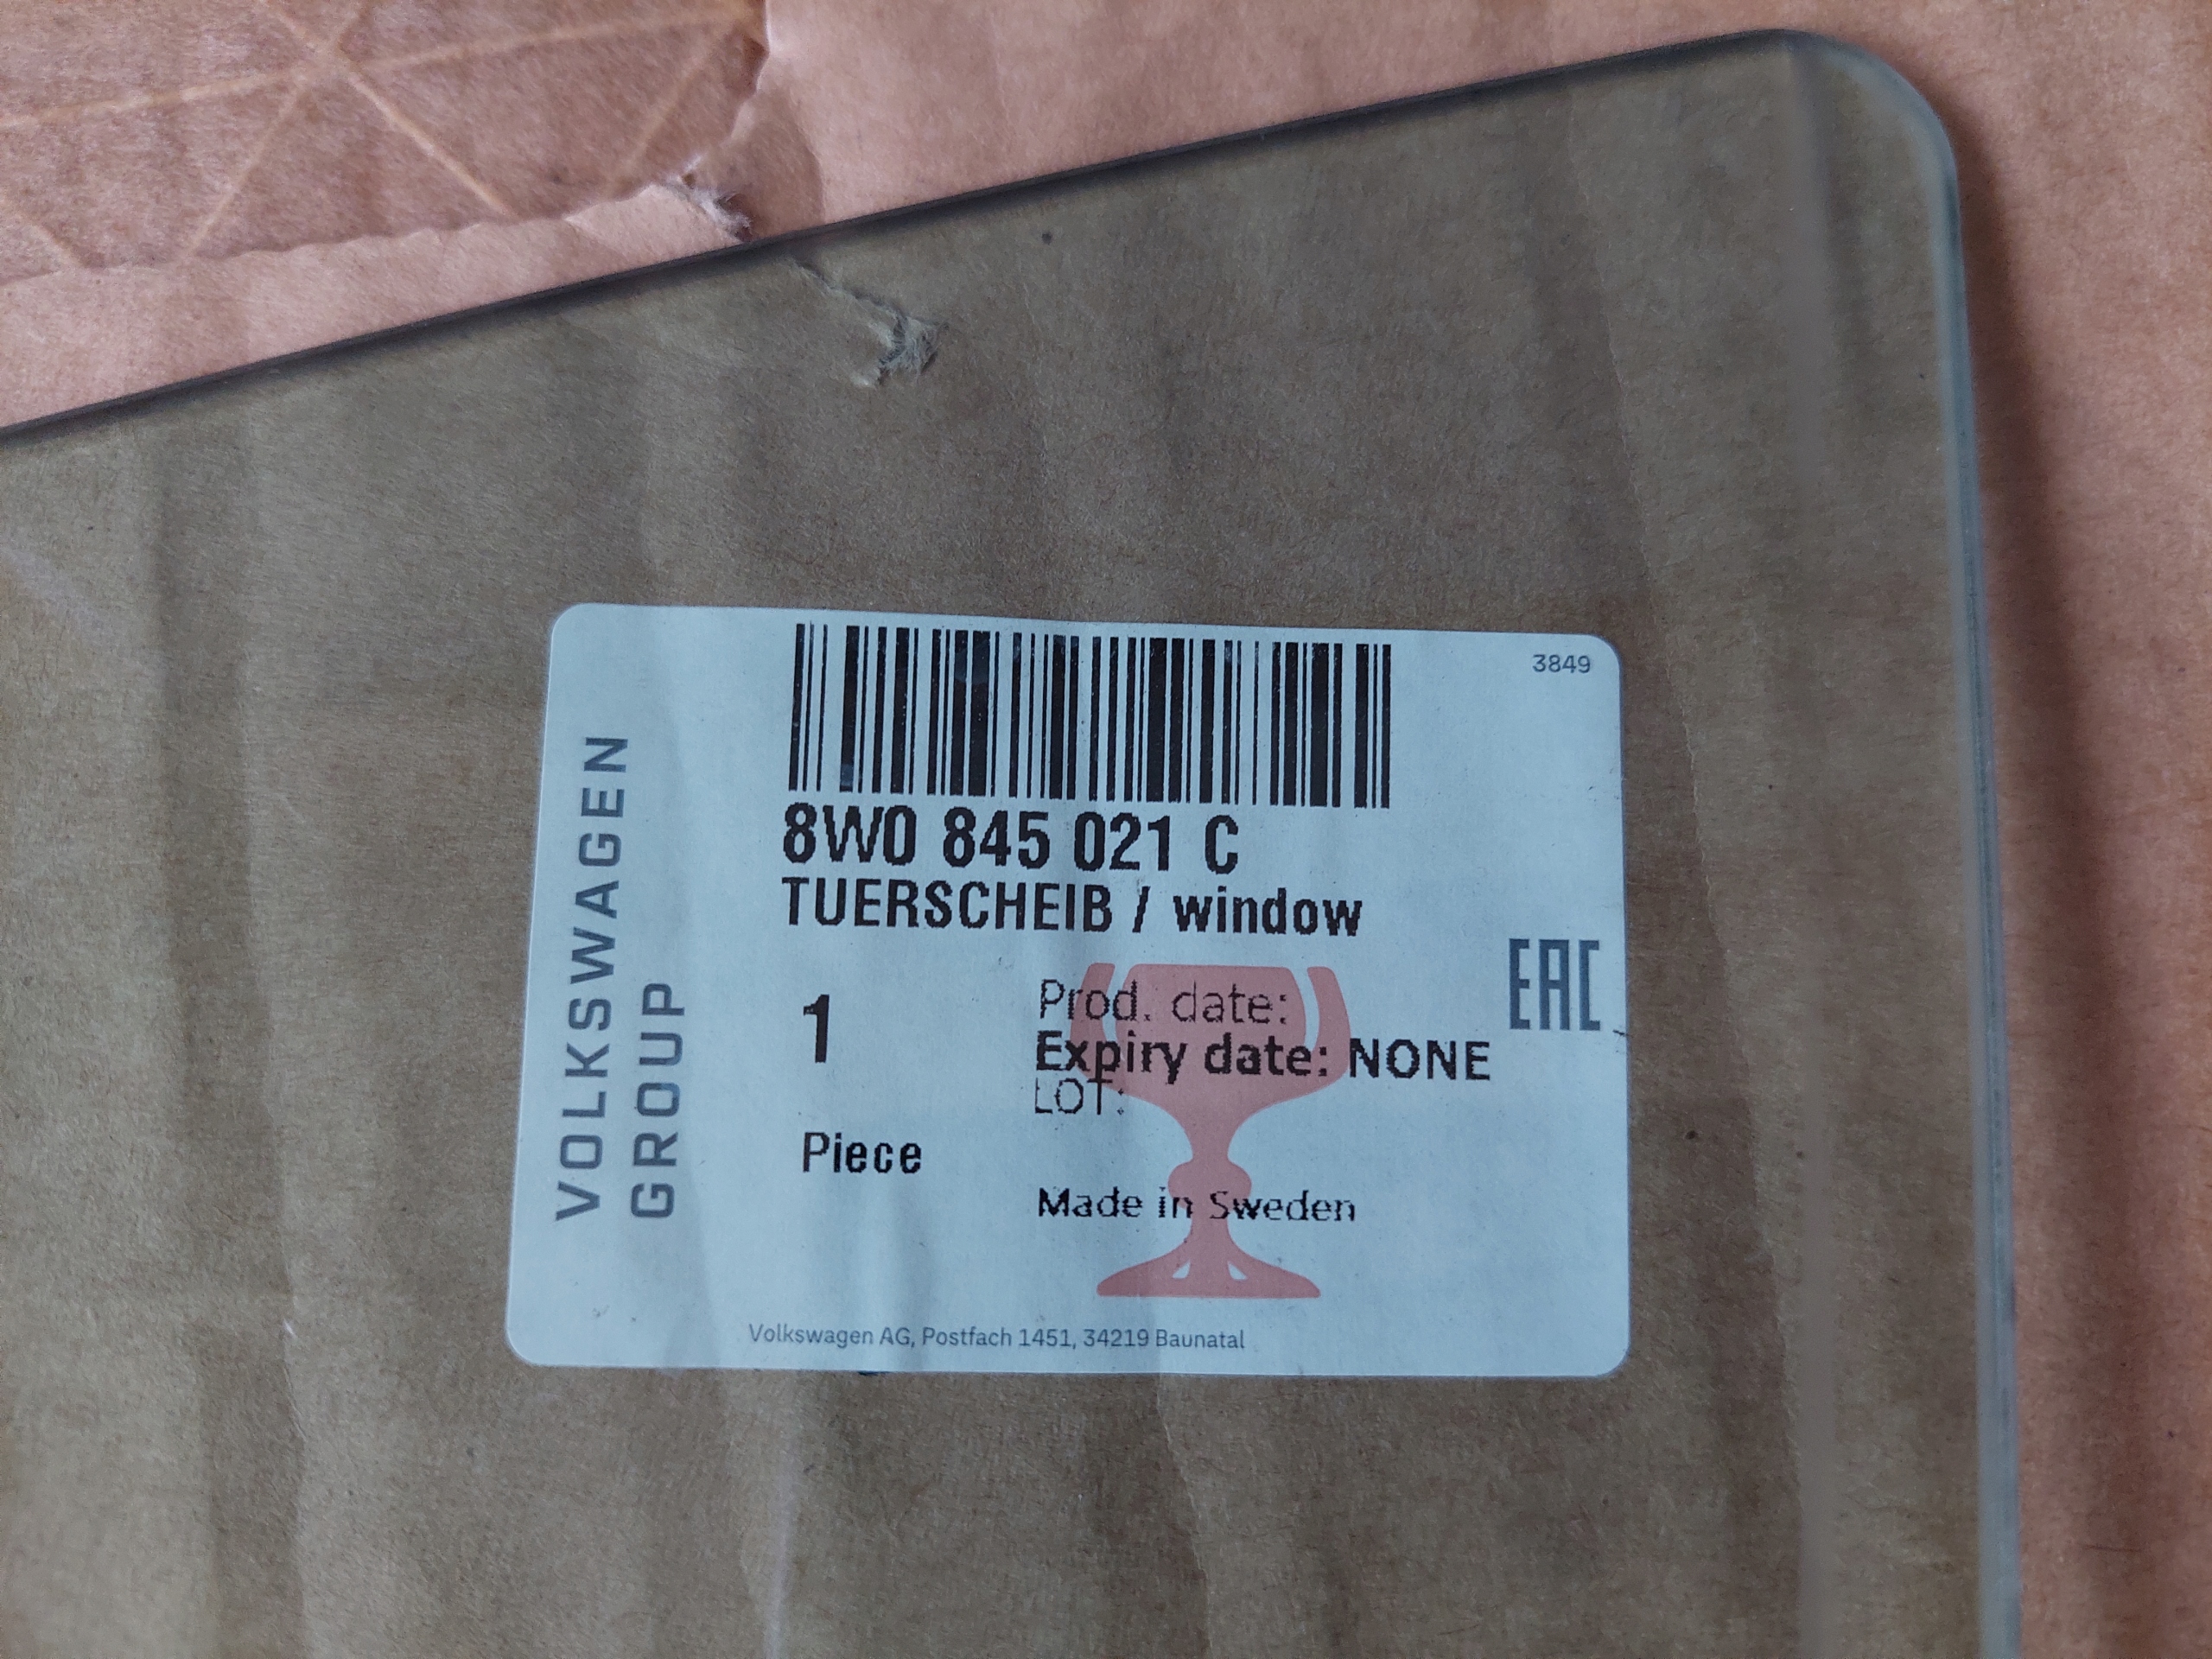 3849
8W0 845 021 C
TUERSCHEIB / window
VOLKSWAGEN
GROUP
EAC
1
Piece
Prod. date:
Expiry date: NONE
LOT:
Made in Sweden
Volkswagen AG, Postfach 1451, 34219 Baunatal